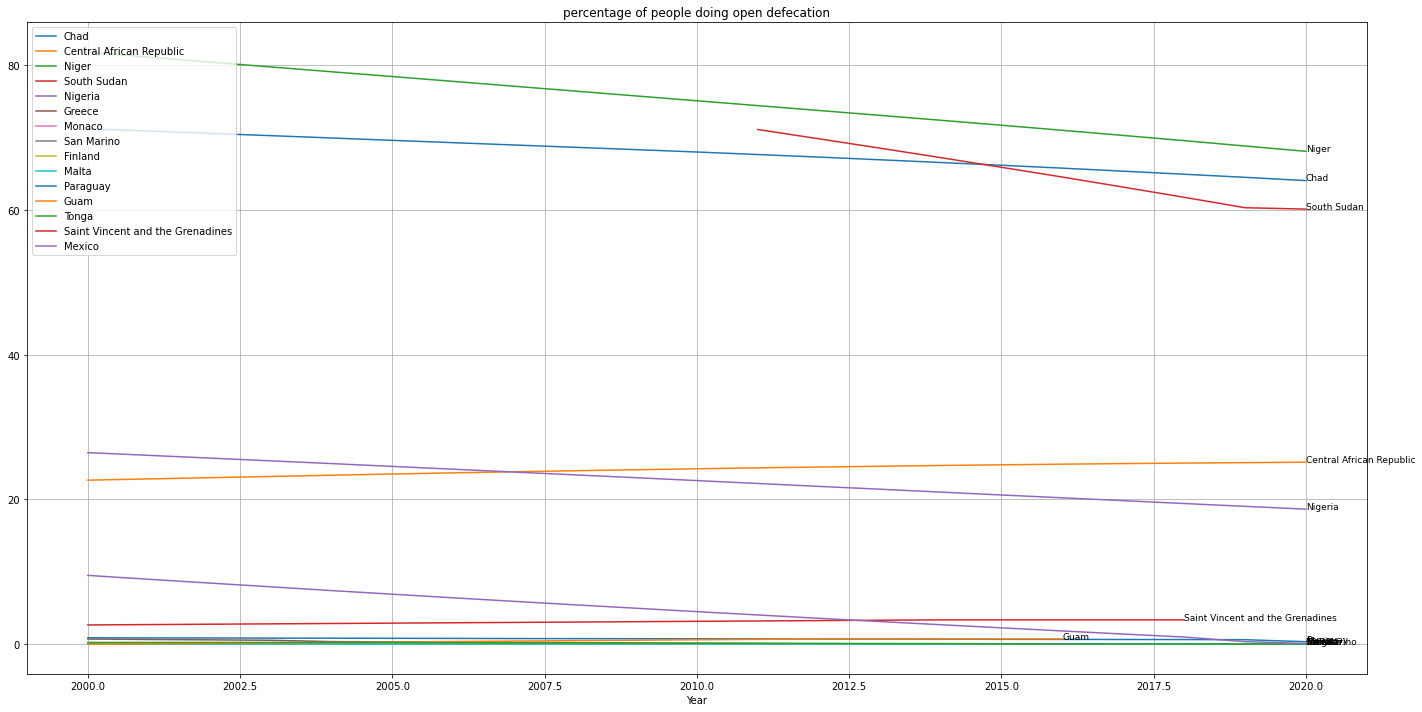 percentage of people doing open defecation
Chad
Central African Republic
Niger
South Sudan
Nigeria
Greece
Monaco
San Marino
Finland
Malta
Paraguay
Guam
Tonga
Saint Vincent and the Grenadines
Mexico
80
60
40
20
0
Niger
Chad
South Sudan
Central African Republic
Nigeria
Saint Vincent and the Grenadines
Guam
2000.0 2002.5 2005.0 2007.5 2010.0 2012.5 2015.0 2017.5 2020.0
Year